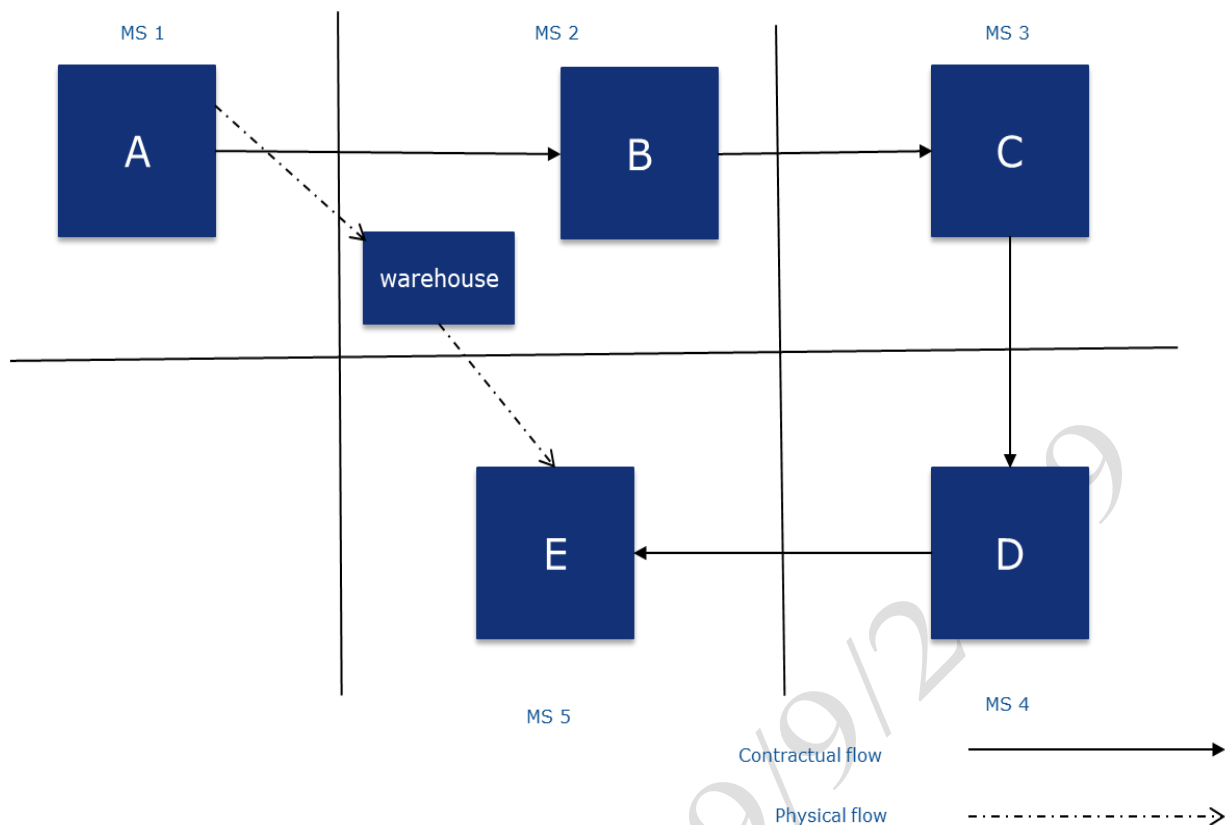 MS 1
MS 2
MS 3
A
B
C
warehouse
E
D
MS 5
MS 4
Contractual flow
Physical flow